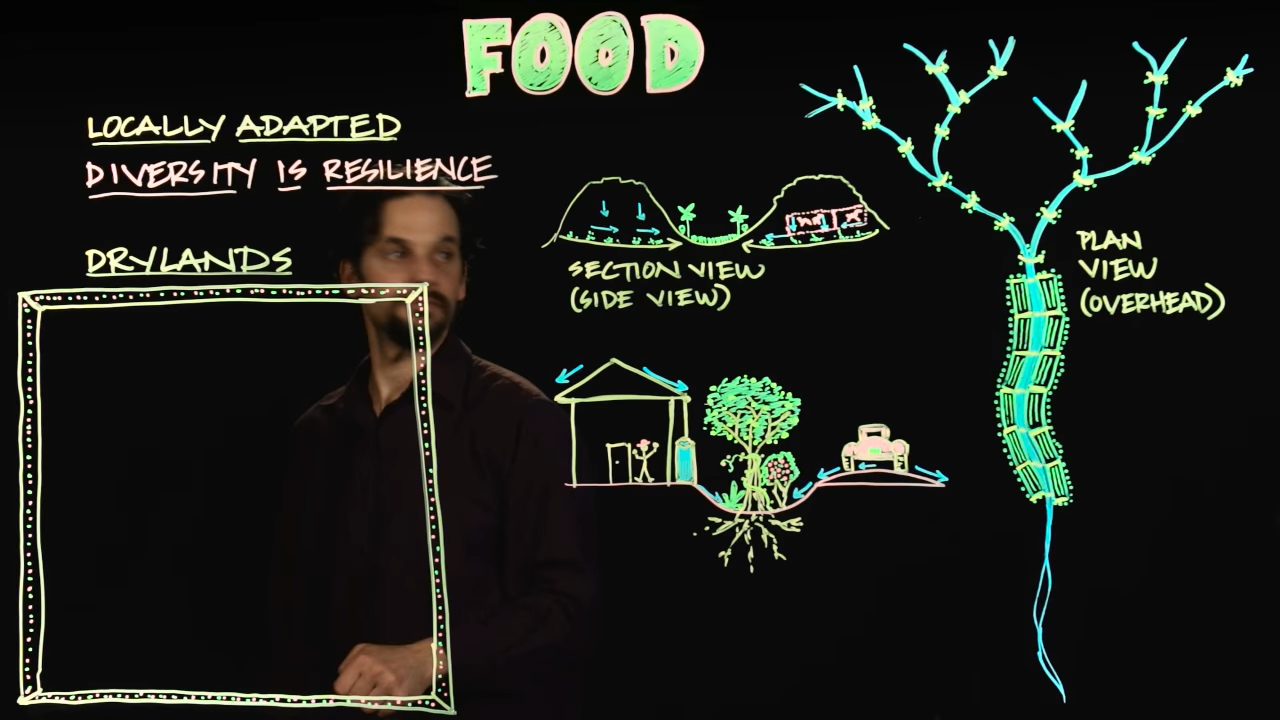 FOOD
LOCALLY ADAPTED
DIVERSITY IS RESILIENCE
DRYLANDS
SECTION VIEW
(SIDE VIEW)
PLAN
VIEW
(OVERHEAD)